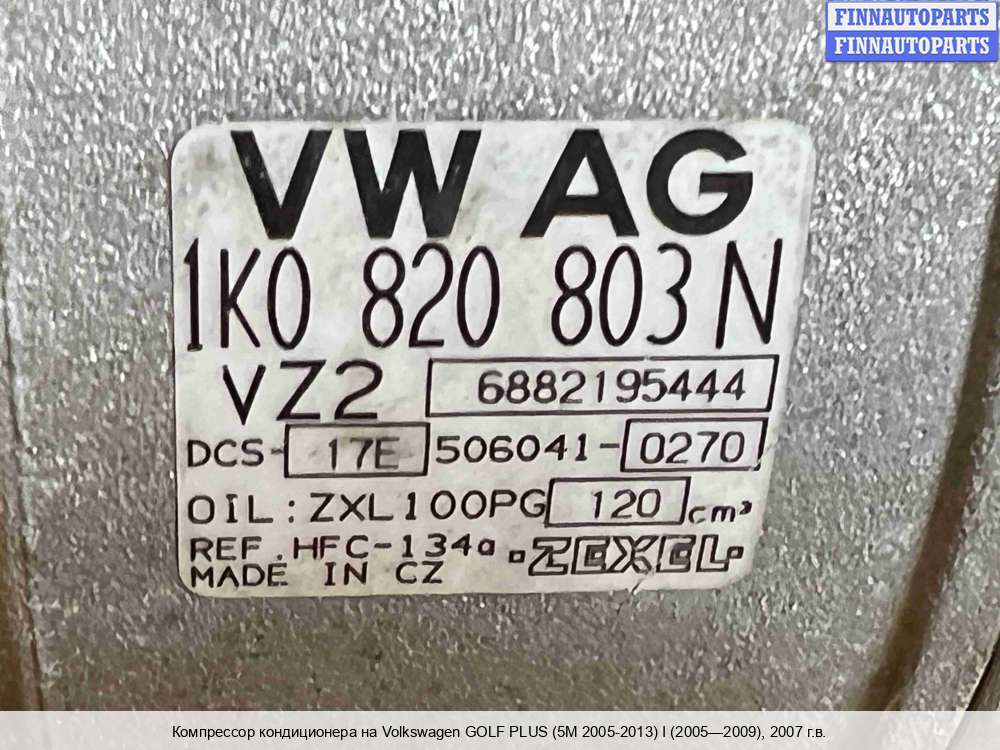 FINNAUTOPARTS
FINNAUTOPARTS
VW AG
1K0 820 803 N
VZ2 6882195444
DCS- 17E 506041- 0270
OIL: ZXL100PG 120 cm³
REF. HFC-134a ·ZEXEL·
MADE IN CZ
Компрессор кондиционера на Volkswagen GOLF PLUS (5M 2005-2013) I (2005—2009), 2007 г.в.